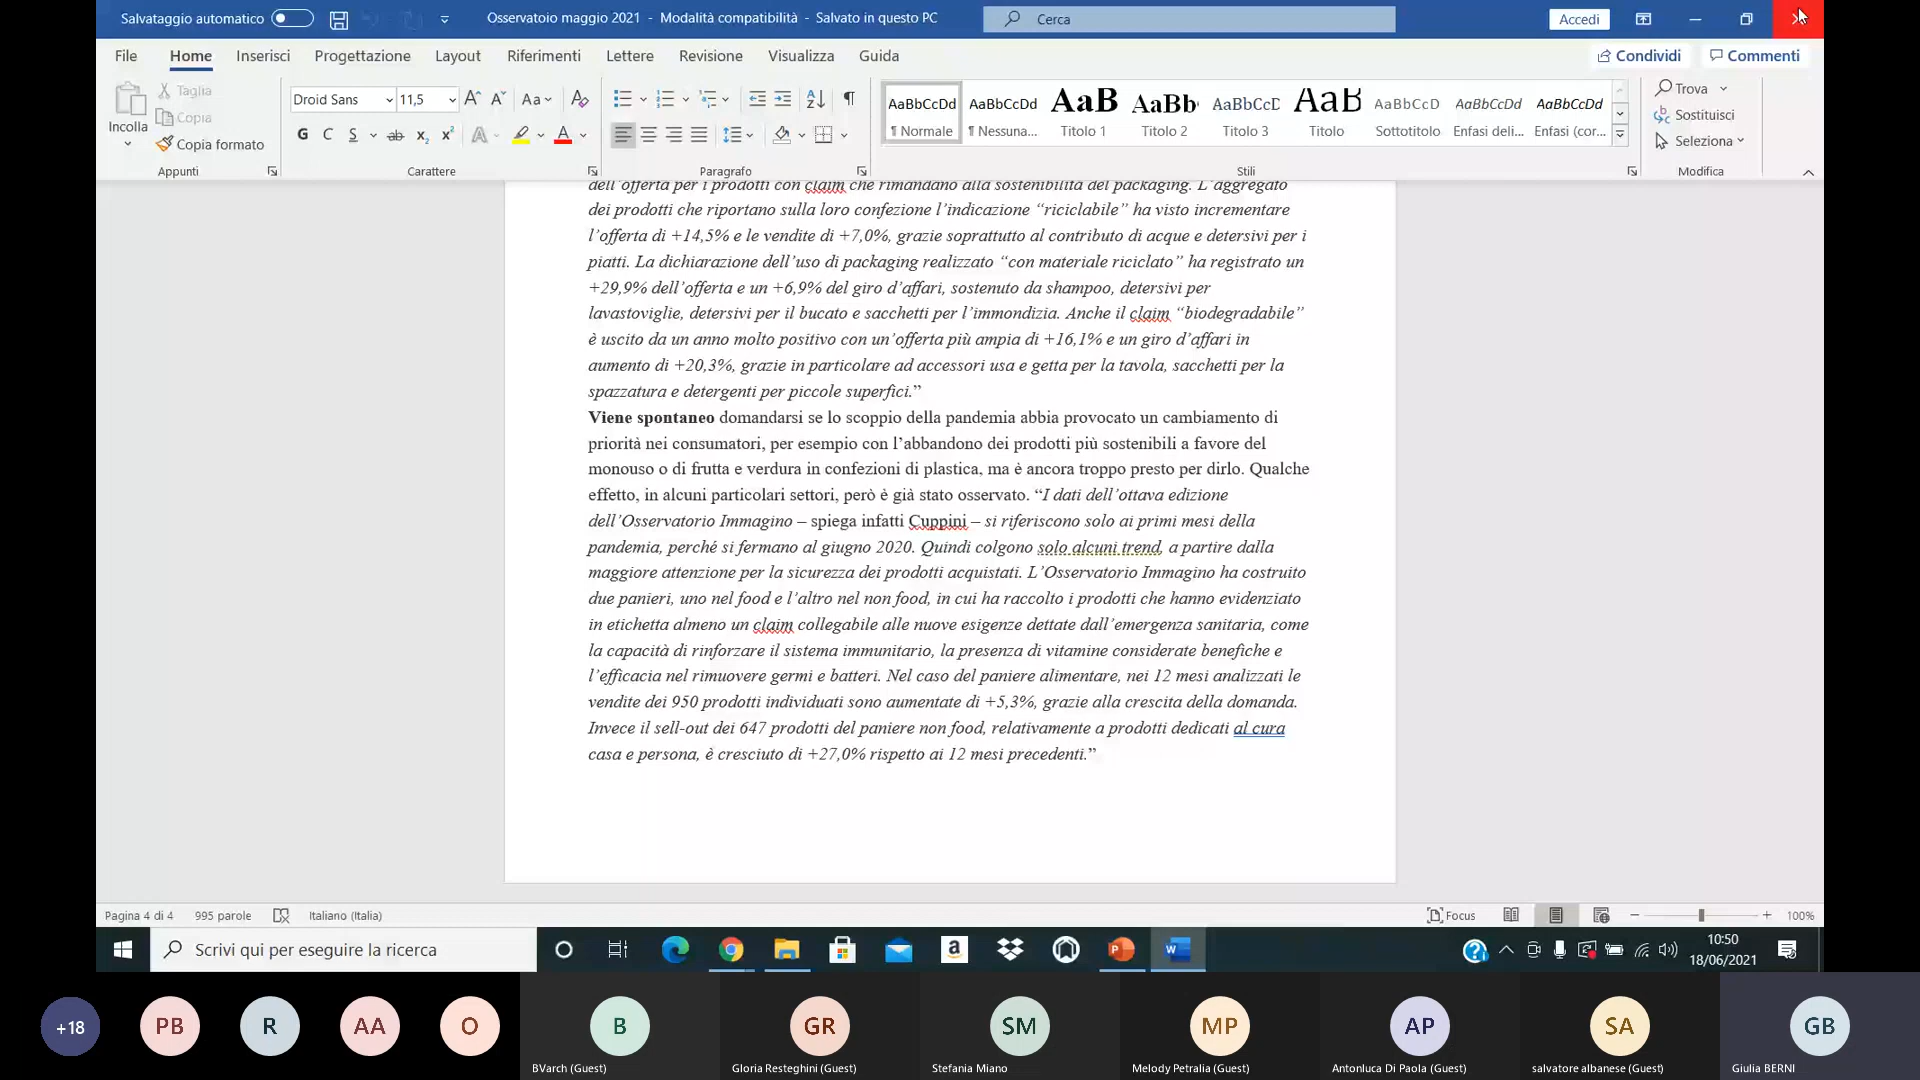 Salvataggio automatico
Osservatoio maggio 2021 - Modalità compatibilità - Salvato in questo PC
Cerca
Accedi
File Home Inserisci Progettazione Layout Riferimenti Lettere Revisione Visualizza Guida
Condividi Commenti
Incolla
Taglia
Copia
Copia formato
Appunti
Droid Sans 11,5
Aa
G C S ab x₂ x²
Carattere
Paragrafo
AaBbCcDd AaBbCcDd AaB AaBb AaBbCcD AaB AaBbCcD AaBbCcDd AaBbCcDd
¶ Normale ¶ Nessuna... Titolo 1 Titolo 2 Titolo 3 Titolo Sottotitolo Enfasi deli... Enfasi (cor...
Stili
Trova
Sostituisci
Seleziona
Modifica
dell'offerta per i prodotti con claim che rimandano alla sostenibilità del packaging. L'aggregato
dei prodotti che riportano sulla loro confezione l'indicazione “riciclabile” ha visto incrementare
l'offerta di +14,5% e le vendite di +7,0%, grazie soprattutto al contributo di acque e detersivi per i
piatti. La dichiarazione dell'uso di packaging realizzato “con materiale riciclato” ha registrato un
+29,9% dell'offerta e un +6,9% del giro d'affari, sostenuto da shampoo, detersivi per
lavastoviglie, detersivi per il bucato e sacchetti per l'immondizia. Anche il claim “biodegradabile”
è uscito da un anno molto positivo con un'offerta più ampia di +16,1% e un giro d'affari in
aumento di +20,3%, grazie in particolare ad accessori usa e getta per la tavola, sacchetti per la
spazzatura e detergenti per piccole superfici.”
Viene spontaneo domandarsi se lo scoppio della pandemia abbia provocato un cambiamento di
priorità nei consumatori, per esempio con l'abbandono dei prodotti più sostenibili a favore del
monouso o di frutta e verdura in confezioni di plastica, ma è ancora troppo presto per dirlo. Qualche
effetto, in alcuni particolari settori, però è già stato osservato. “I dati dell'ottava edizione
dell'Osservatorio Immagino – spiega infatti Cuppini – si riferiscono solo ai primi mesi della
pandemia, perché si fermano al giugno 2020. Quindi colgono solo alcuni trend, a partire dalla
maggiore attenzione per la sicurezza dei prodotti acquistati. L'Osservatorio Immagino ha costruito
due panieri, uno nel food e l'altro nel non food, in cui ha raccolto i prodotti che hanno evidenziato
in etichetta almeno un claim collegabile alle nuove esigenze dettate dall'emergenza sanitaria, come
la capacità di rinforzare il sistema immunitario, la presenza di vitamine considerate benefiche e
l'efficacia nel rimuovere germi e batteri. Nel caso del paniere alimentare, nei 12 mesi analizzati le
vendite dei 950 prodotti individuati sono aumentate di +5,3%, grazie alla crescita della domanda.
Invece il sell-out dei 647 prodotti del paniere non food, relativamente a prodotti dedicati al cura
casa e persona, è cresciuto di +27,0% rispetto ai 12 mesi precedenti.”
Pagina 4 di 4 995 parole Italiano (Italia)
Focus
100%
Scrivi qui per eseguire la ricerca
10:50
18/06/2021
+18 PB R AA O B GR SM MP AP SA GB
BVarch (Guest) Gloria Resteghini (Guest) Stefania Miano Melody Petralia (Guest) Antonluca Di Paola (Guest) salvatore albanese (Guest) Giulia BERNI